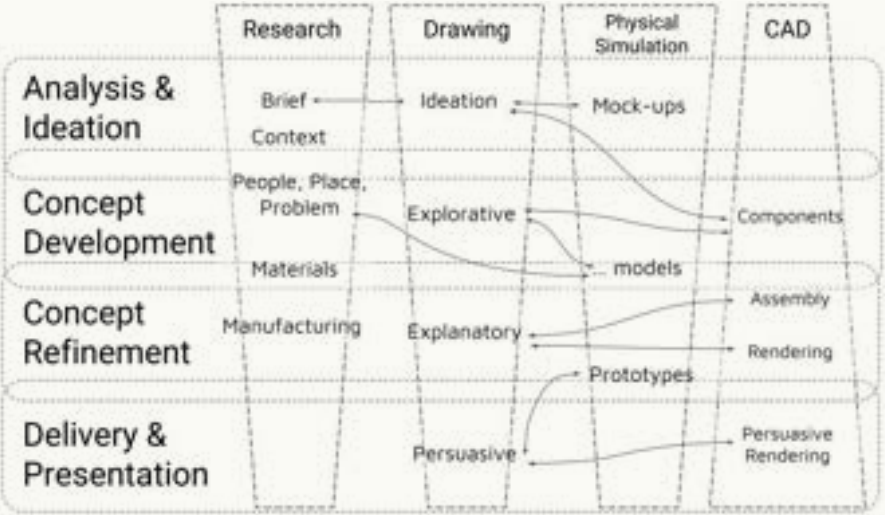 Research
Drawing
Physical
Simulation
CAD
Analysis &
Ideation
Brief
Ideation
Mock-ups
Context
Concept
Development
People, Place,
Problem
Explorative
Components
Materials
... models
Concept
Refinement
Manufacturing
Explanatory
Assembly
Rendering
Prototypes
Delivery &
Presentation
Persuasive
Persuasive
Rendering